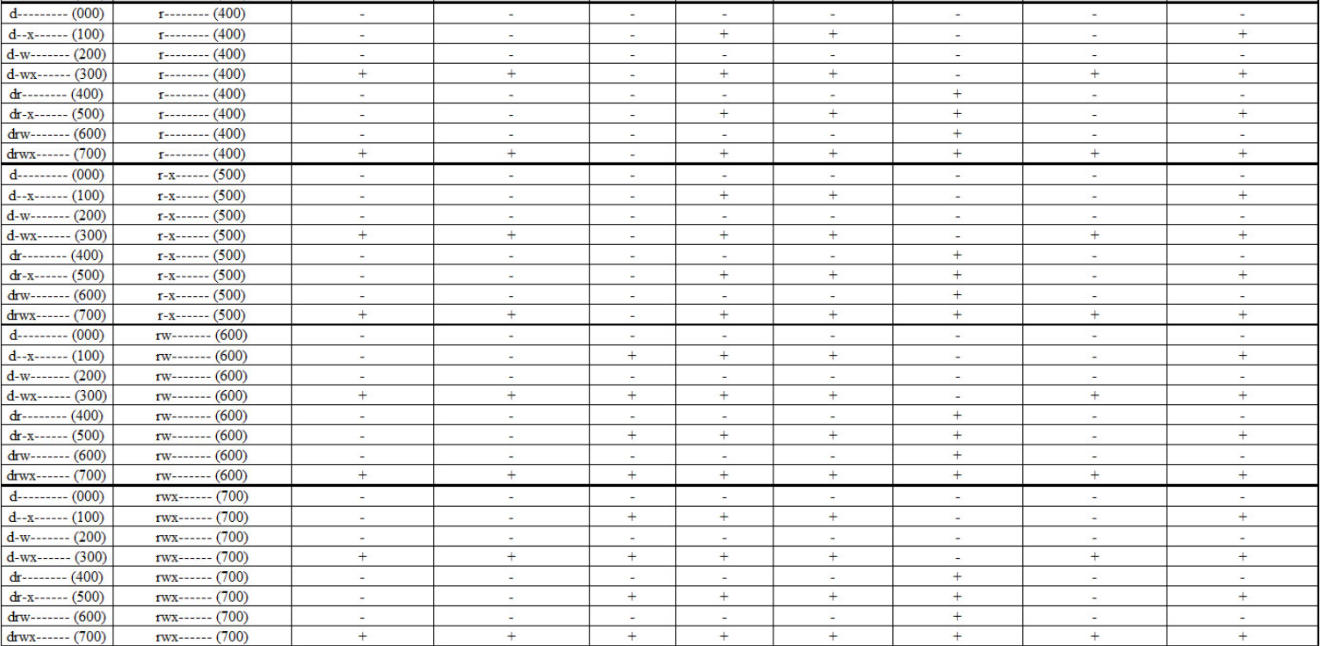 d--------- (000) r-------- (400) - - - - - - - -
d--x------ (100) r-------- (400) - - - + + - - +
d-w------- (200) r-------- (400) - - - - - - - -
d-wx------ (300) r-------- (400) + + - + + - + +
dr-------- (400) r-------- (400) - - - - - + - -
dr-x------ (500) r-------- (400) - - - + + + - +
drw------- (600) r-------- (400) - - - - - + - -
drwx------ (700) r-------- (400) + + - + + + + +
d--------- (000) r-x------ (500) - - - - - - - -
d--x------ (100) r-x------ (500) - - - + + - - +
d-w------- (200) r-x------ (500) - - - - - - - -
d-wx------ (300) r-x------ (500) + + - + + - + +
dr-------- (400) r-x------ (500) - - - - - + - -
dr-x------ (500) r-x------ (500) - - - + + + - +
drw------- (600) r-x------ (500) - - - - - + - -
drwx------ (700) r-x------ (500) + + - + + + + +
d--------- (000) rw------- (600) - - - - - - - -
d--x------ (100) rw------- (600) - - + + + - - +
d-w------- (200) rw------- (600) - - - - - - - -
d-wx------ (300) rw------- (600) + + + + + - + +
dr-------- (400) rw------- (600) - - - - - + - -
dr-x------ (500) rw------- (600) - - + + + + - +
drw------- (600) rw------- (600) - - - - - + - -
drwx------ (700) rw------- (600) + + + + + + + +
d--------- (000) rwx------ (700) - - - - - - - -
d--x------ (100) rwx------ (700) - - + + + - - +
d-w------- (200) rwx------ (700) - - - - - - - -
d-wx------ (300) rwx------ (700) + + + + + - + +
dr-------- (400) rwx------ (700) - - - - - + - -
dr-x------ (500) rwx------ (700) - - + + + + - +
drw------- (600) rwx------ (700) - - - - - + - -
drwx------ (700) rwx------ (700) + + + + + + + +